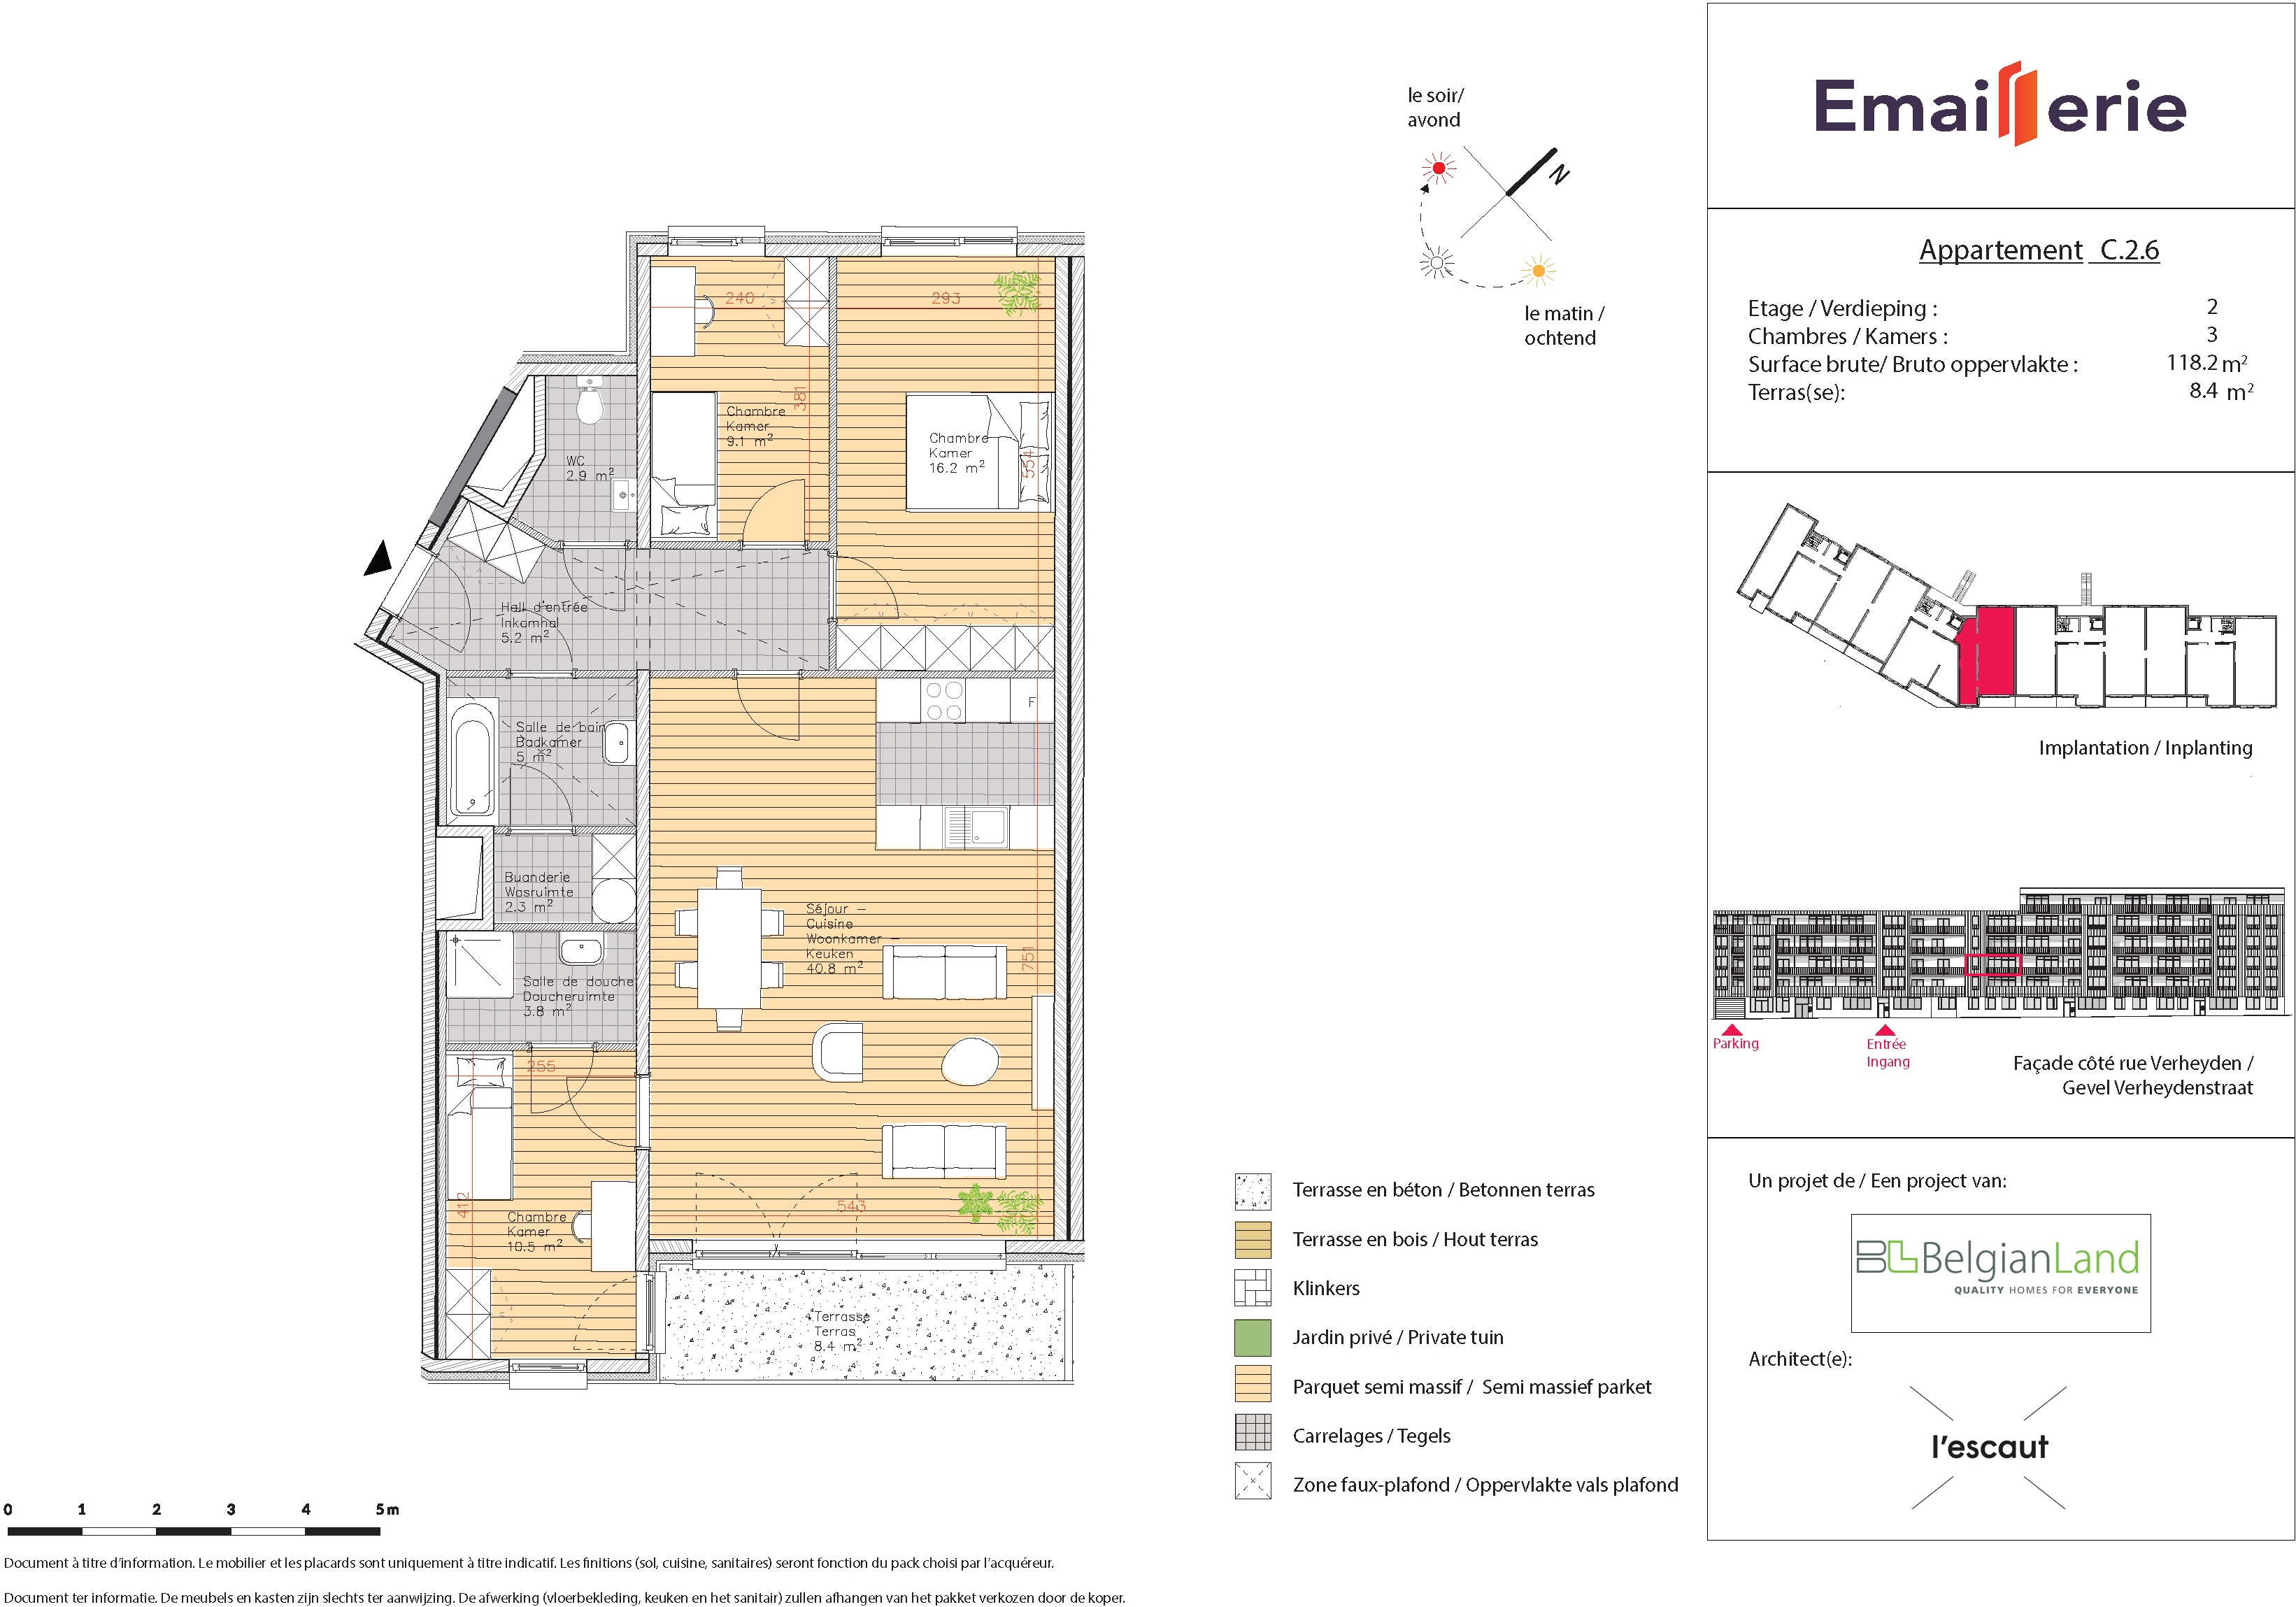 le soir/
avond
N
le matin /
ochtend
Emaillerie
Appartement C.2.6
Etage / Verdieping : 2
Chambres / Kamers : 3
Surface brute/ Bruto oppervlakte : 118.2 m²
Terras(se): 8.4 m²
Implantation / Inplanting
Parking
Entrée
Ingang
Façade côté rue Verheyden /
Gevel Verheydenstraat
Un projet de / Een project van:
BelgianLand
QUALITY HOMES FOR EVERYONE
Architect(e):
l'escaut
240
293
381
554
Chambre
Kamer
9.1 m²
Chambre
Kamer
16.2 m²
WC
2.9 m²
Hall d'entrée
Inkomhal
5.2 m²
Salle de bain
Badkamer
5 m²
F
Buanderie
Wasruimte
2.3 m²
Séjour –
Cuisine
Woonkamer –
Keuken
40.8 m²
751
Salle de douche
Doucheruimte
3.8 m²
255
412
Chambre
Kamer
10.5 m²
543
Terrasse
Terras
8.4 m²
Terrasse en béton / Betonnen terras
Terrasse en bois / Hout terras
Klinkers
Jardin privé / Private tuin
Parquet semi massif / Semi massief parket
Carrelages / Tegels
Zone faux-plafond / Oppervlakte vals plafond
0 1 2 3 4 5 m
Document à titre d'information. Le mobilier et les placards sont uniquement à titre indicatif. Les finitions (sol, cuisine, sanitaires) seront fonction du pack choisi par l'acquéreur.
Document ter informatie. De meubels en kasten zijn slechts ter aanwijzing. De afwerking (vloerbekleding, keuken en het sanitair) zullen afhangen van het pakket verkozen door de koper.